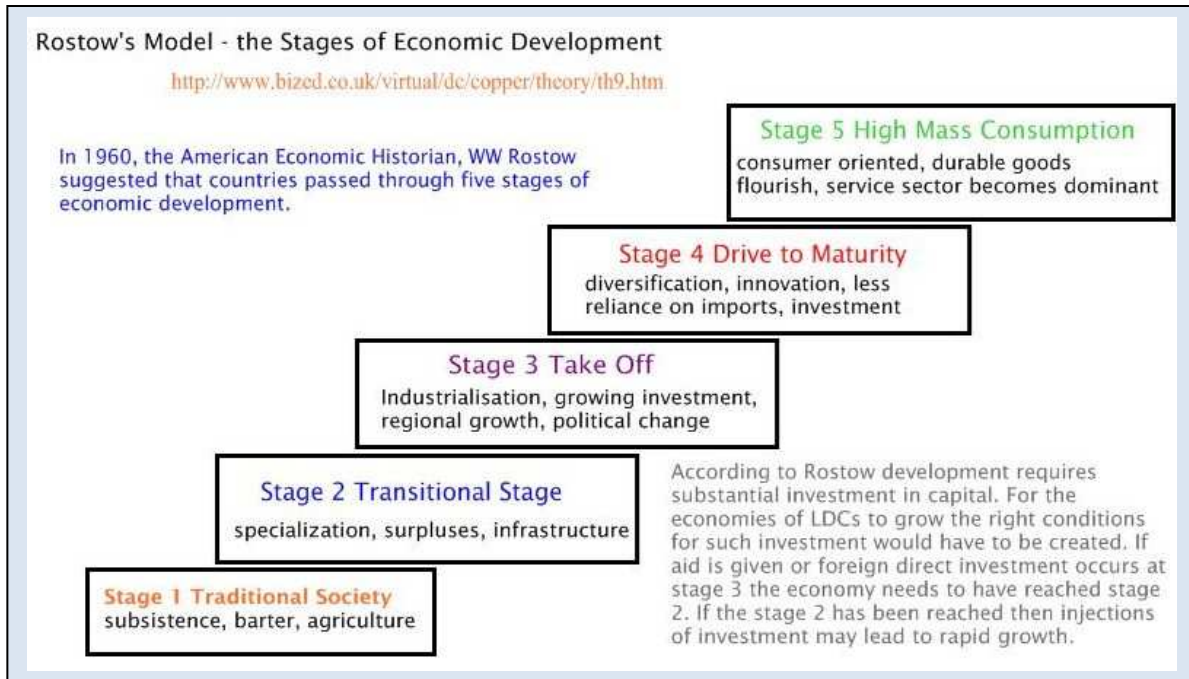 Rostow's Model - the Stages of Economic Development
http://www.bized.co.uk/virtual/dc/copper/theory/th9.htm
In 1960, the American Economic Historian, WW Rostow
suggested that countries passed through five stages of
economic development.
Stage 5 High Mass Consumption
consumer oriented, durable goods
flourish, service sector becomes dominant
Stage 4 Drive to Maturity
diversification, innovation, less
reliance on imports, investment
Stage 3 Take Off
Industrialisation, growing investment,
regional growth, political change
Stage 2 Transitional Stage
specialization, surpluses, infrastructure
Stage 1 Traditional Society
subsistence, barter, agriculture
According to Rostow development requires
substantial investment in capital. For the
economies of LDCs to grow the right conditions
for such investment would have to be created. If
aid is given or foreign direct investment occurs at
stage 3 the economy needs to have reached stage
2. If the stage 2 has been reached then injections
of investment may lead to rapid growth.